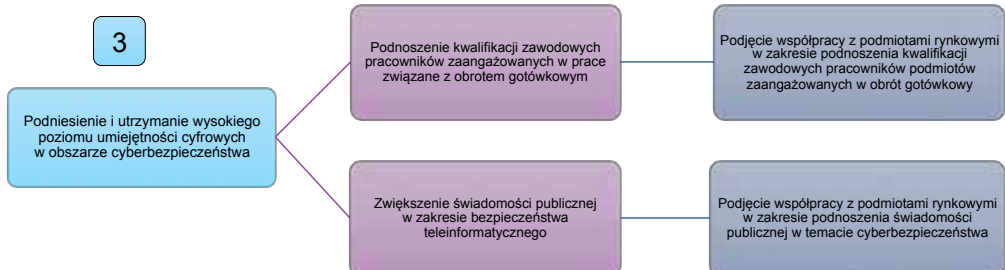 3
Podniesienie i utrzymanie wysokiego
poziomu umiejętności cyfrowych
w obszarze cyberbezpieczeństwa
Podnoszenie kwalifikacji zawodowych
pracowników zaangażowanych w prace
związane z obrotem gotówkowym
Podjęcie współpracy z podmiotami rynkowymi
w zakresie podnoszenia kwalifikacji
zawodowych pracowników podmiotów
zaangażowanych w obrót gotówkowy
Zwiększenie świadomości publicznej
w zakresie bezpieczeństwa
teleinformatycznego
Podjęcie współpracy z podmiotami rynkowymi
w zakresie podnoszenia świadomości
publicznej w temacie cyberbezpieczeństwa